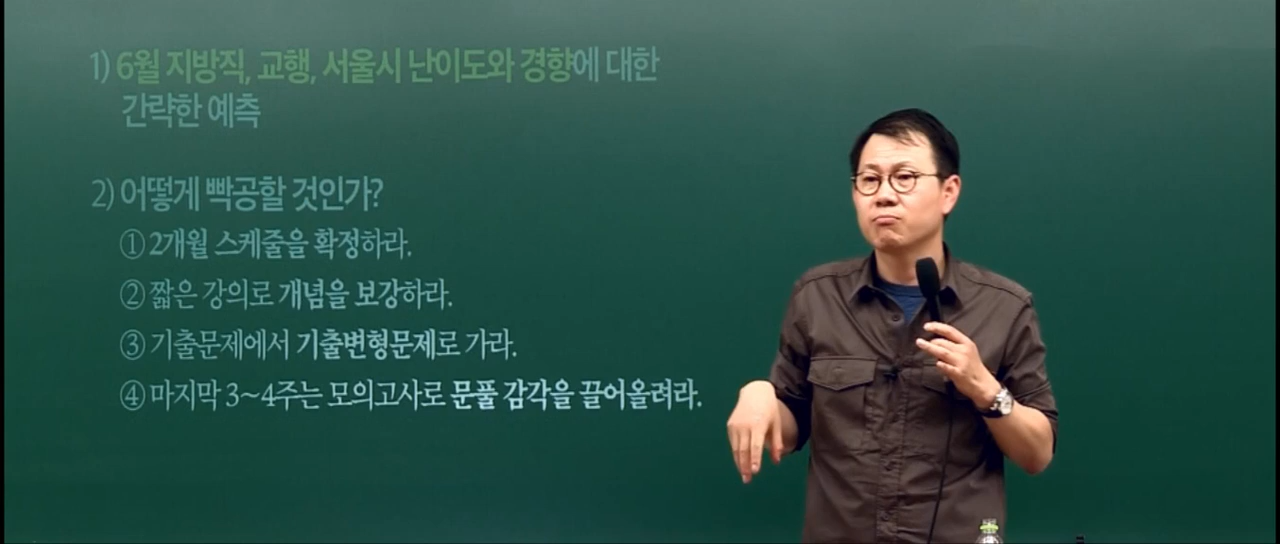 1) 6월 지방직, 교행, 서울시 난이도와 경향에 대한
간략한 예측
2) 어떻게 빡공할 것인가?
① 2개월 스케줄을 확정하라.
② 짧은 강의로 개념을 보강하라.
③ 기출문제에서 기출변형문제로 가라.
④ 마지막 3~4주는 모의고사로 문풀 감각을 끌어올려라.